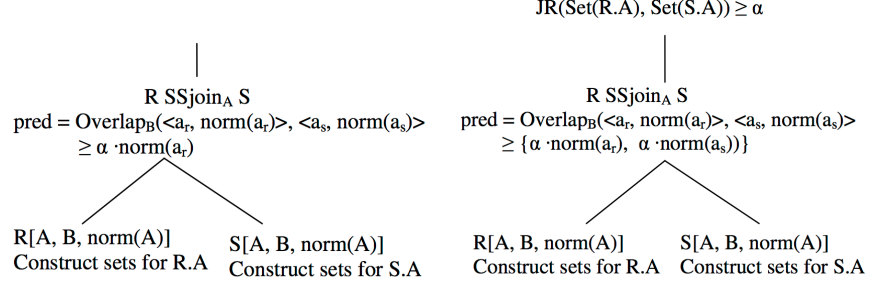 R SSjoinA S
pred = OverlapB(<ar, norm(ar)>, <as, norm(as)>
≥ α ·norm(ar)
R[A, B, norm(A)]
Construct sets for R.A
S[A, B, norm(A)]
Construct sets for S.A
JR(Set(R.A), Set(S.A)) ≥ α
R SSjoinA S
pred = OverlapB(<ar, norm(ar)>, <as, norm(as)>
≥ {α ·norm(ar), α ·norm(as))}
R[A, B, norm(A)]
Construct sets for R.A
S[A, B, norm(A)]
Construct sets for S.A